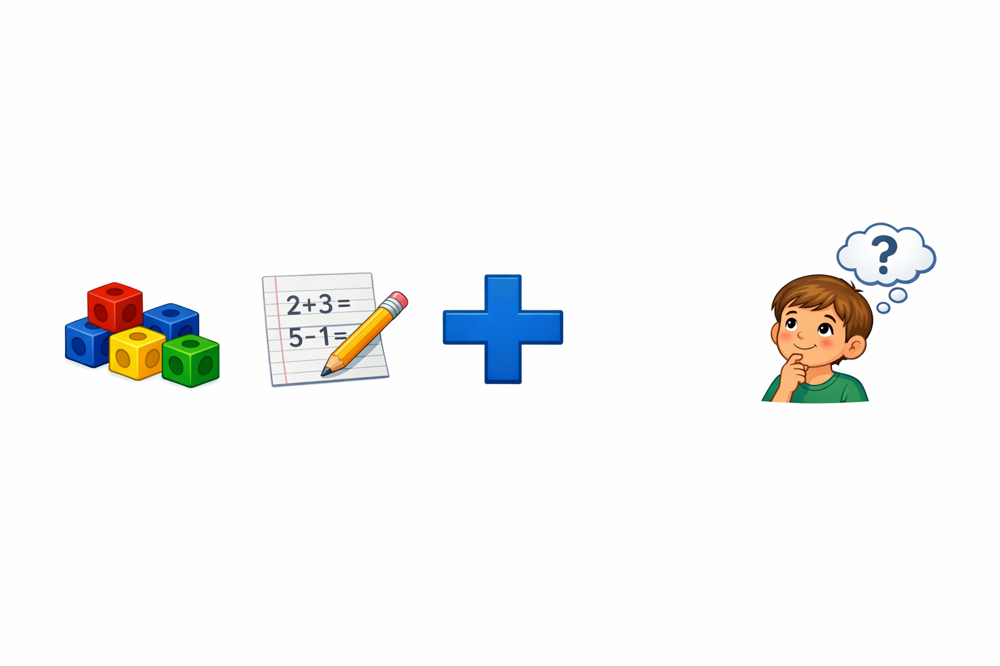 2+3=
5-1=
?